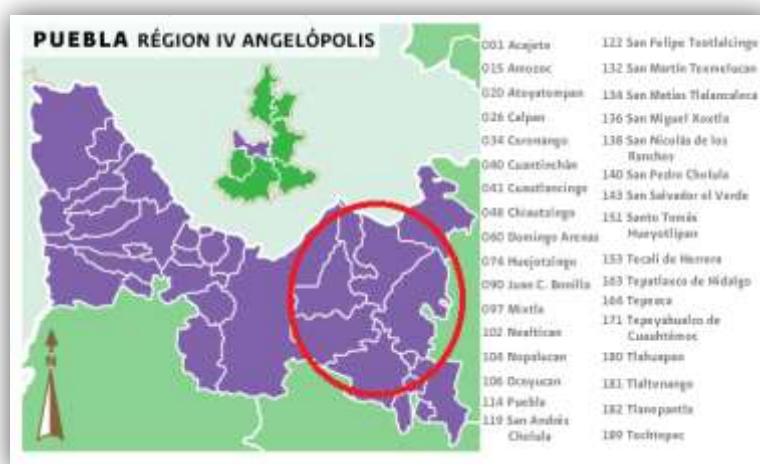 PUEBLA RÉGION IV ANGELÓPOLIS
001 Acajete
015 Amozoc
020 Atoyatempan
026 Calpan
034 Coronango
040 Cuautinchán
041 Cuautlancingo
048 Chiautzingo
060 Domingo Arenas
074 Huejotzingo
090 Juan C. Bonilla
097 Mixtla
102 Nealtican
104 Nopalucan
106 Ocoyucan
114 Puebla
119 San Andrés
Cholula
122 San Felipe Teotlalcingo
132 San Martín Texmelucan
134 San Matías Tlalancaleca
136 San Miguel Xoxtla
138 San Nicolás de los
Ranchos
140 San Pedro Cholula
143 San Salvador el Verde
151 Santo Tomás
Hueyotlipan
153 Tecali de Herrera
163 Tepatlaxco de Hidalgo
164 Tepeaca
171 Tepeyahualco de
Cuauhtémoc
180 Tlahuapan
181 Tlaltenango
182 Tlanepantla
189 Tochtepec
N